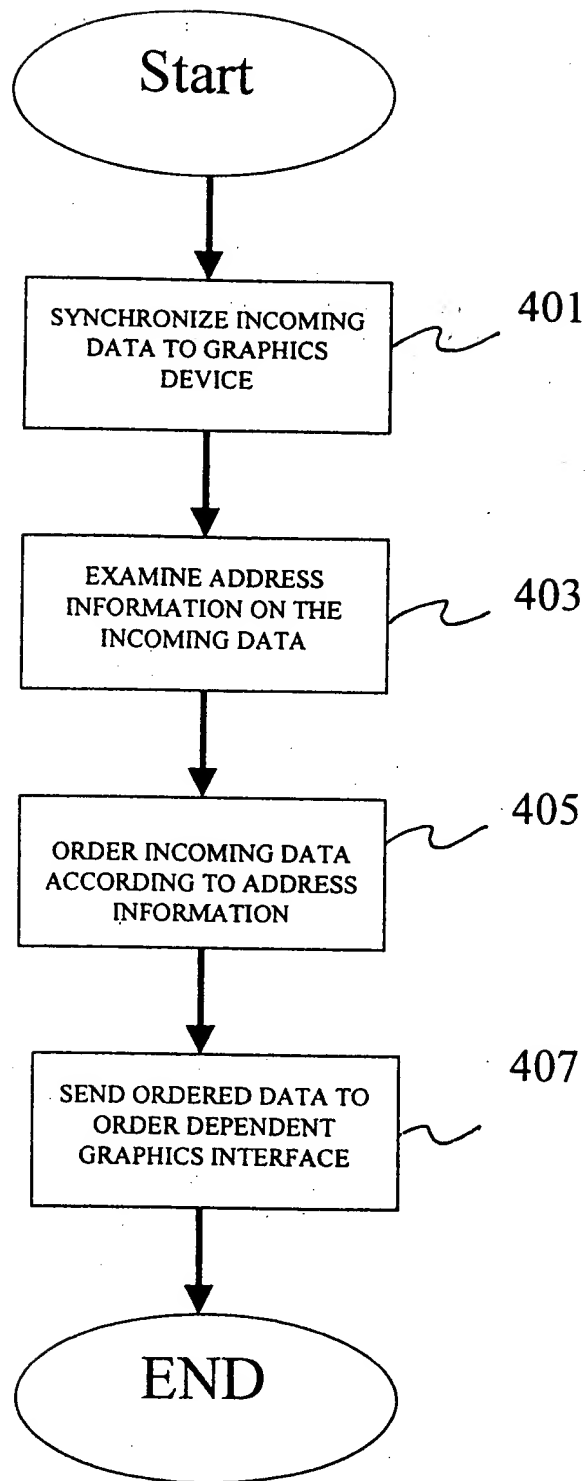 Start
SYNCHRONIZE INCOMING
DATA TO GRAPHICS
DEVICE
401
EXAMINE ADDRESS
INFORMATION ON THE
INCOMING DATA
403
ORDER INCOMING DATA
ACCORDING TO ADDRESS
INFORMATION
405
SEND ORDERED DATA TO
ORDER DEPENDENT
GRAPHICS INTERFACE
407
END